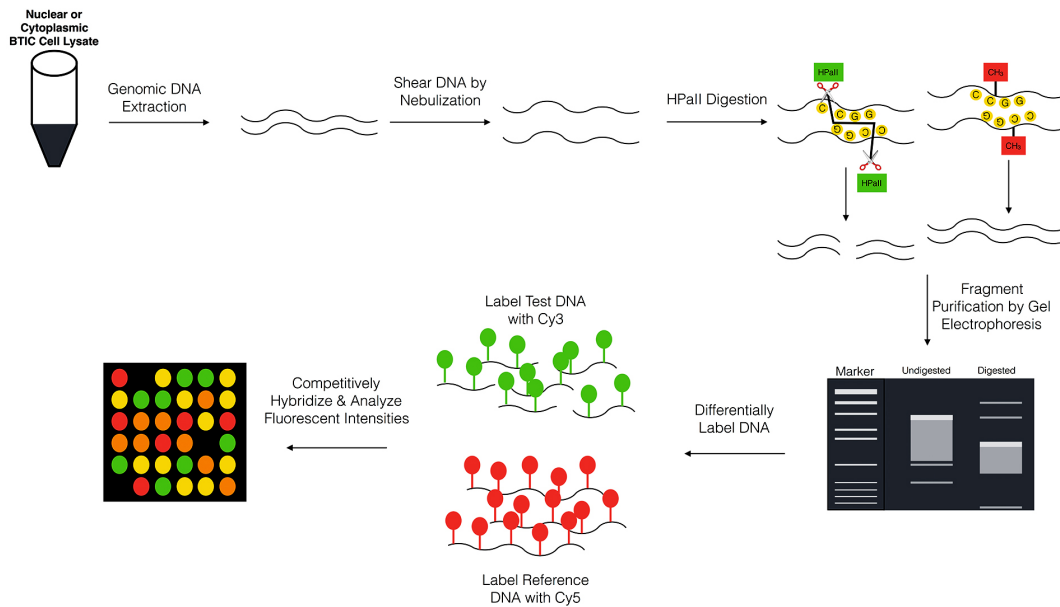 Nuclear or
Cytoplasmic
BTIC Cell Lysate
Genomic DNA
Extraction
Shear DNA by
Nebulization
HPaII Digestion
HPaII
C
C
G
G
G
G
C
C
HPaII
CH₃
C
C
G
G
G
G
C
C
CH₃
Fragment
Purification by Gel
Electrophoresis
Marker
Undigested
Digested
Differentially
Label DNA
Label Test DNA
with Cy3
Label Reference
DNA with Cy5
Competitively
Hybridize & Analyze
Fluorescent Intensities